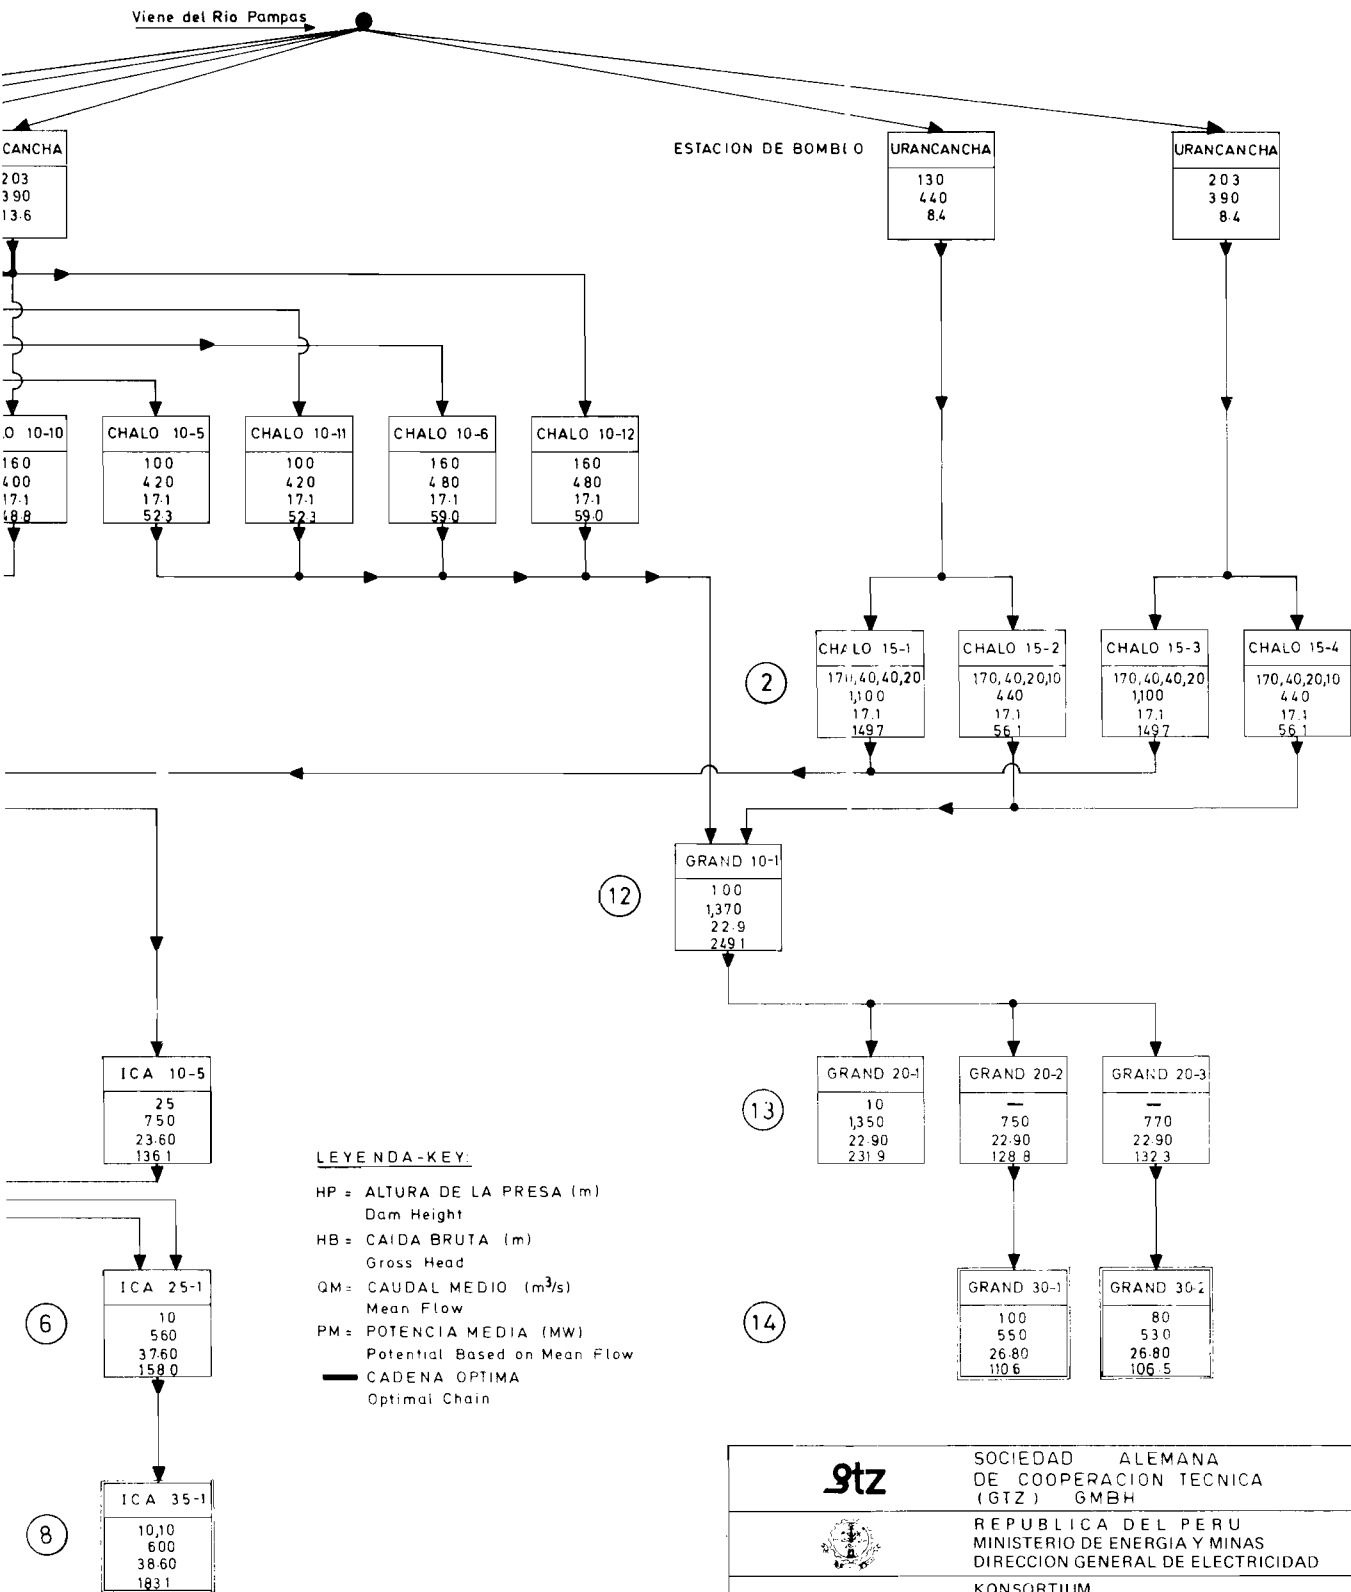 Viene del Rio Pampas
CANCHA
203
390
13.6
ESTACION DE BOMBEO
URANCANCHA
130
440
8.4
URANCANCHA
203
390
8.4
LO 10-10
160
400
17.1
48.8
CHALO 10-5
100
420
17.1
52.3
CHALO 10-11
100
420
17.1
52.3
CHALO 10-6
160
480
17.1
59.0
CHALO 10-12
160
480
17.1
59.0
2
CHALO 15-1
170,40,40,20
1,100
17.1
149.7
CHALO 15-2
170,40,20,10
440
17.1
56.1
CHALO 15-3
170,40,40,20
1,100
17.1
149.7
CHALO 15-4
170,40,20,10
440
17.1
56.1
12
GRAND 10-1
100
1,370
22.9
249.1
ICA 10-5
25
750
23.60
136.1
13
GRAND 20-1
10
1,350
22.90
231.9
GRAND 20-2
—
750
22.90
128.8
GRAND 20-3
—
770
22.90
132.3
LEYENDA-KEY:
HP = ALTURA DE LA PRESA (m)
Dam Height
HB = CAIDA BRUTA (m)
Gross Head
QM = CAUDAL MEDIO (m³/s)
Mean Flow
PM = POTENCIA MEDIA (MW)
Potential Based on Mean Flow
CADENA OPTIMA
Optimal Chain
6
ICA 25-1
10
560
37.60
158.0
14
GRAND 30-1
100
550
26.80
110.6
GRAND 30-2
80
530
26.80
106.5
8
ICA 35-1
10,10
600
38.60
183.1
gtz
SOCIEDAD ALEMANA
DE COOPERACION TECNICA
(GTZ) GMBH
REPUBLICA DEL PERU
MINISTERIO DE ENERGIA Y MINAS
DIRECCION GENERAL DE ELECTRICIDAD
KONSORTIUM